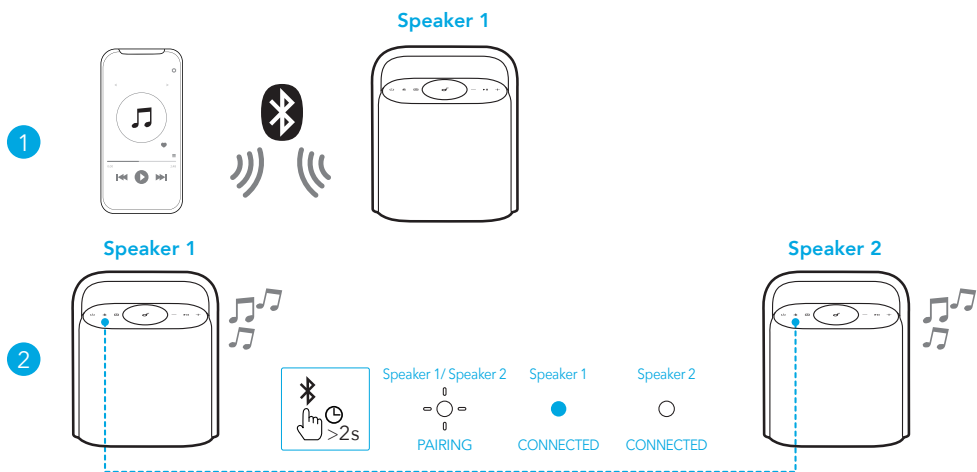 Speaker 1
1
Speaker 1
Speaker 2
2
>2s
Speaker 1/ Speaker 2
PAIRING
Speaker 1
CONNECTED
Speaker 2
CONNECTED